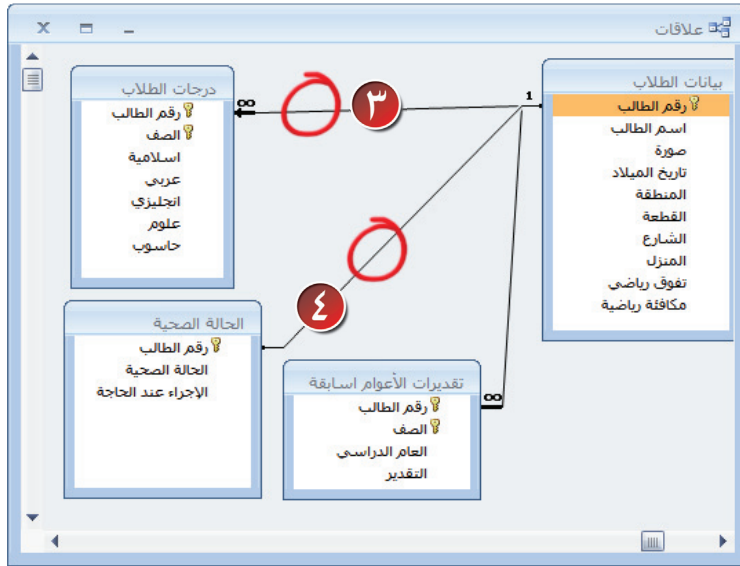 علاقات
بيانات الطلاب
رقم الطالب
اسم الطالب
صورة
تاريخ الميلاد
المنطقة
القطعة
الشارع
المنزل
تفوق رياضي
مكافئة رياضية
1
٣
∞
درجات الطلاب
رقم الطالب
الصف
اسلامية
عربي
انجليزي
علوم
حاسوب
٤
الحالة الصحية
رقم الطالب
الحالة الصحية
الإجراء عند الحاجة
∞
تقديرات الأعوام اسابقة
رقم الطالب
الصف
العام الدراسي
التقدير